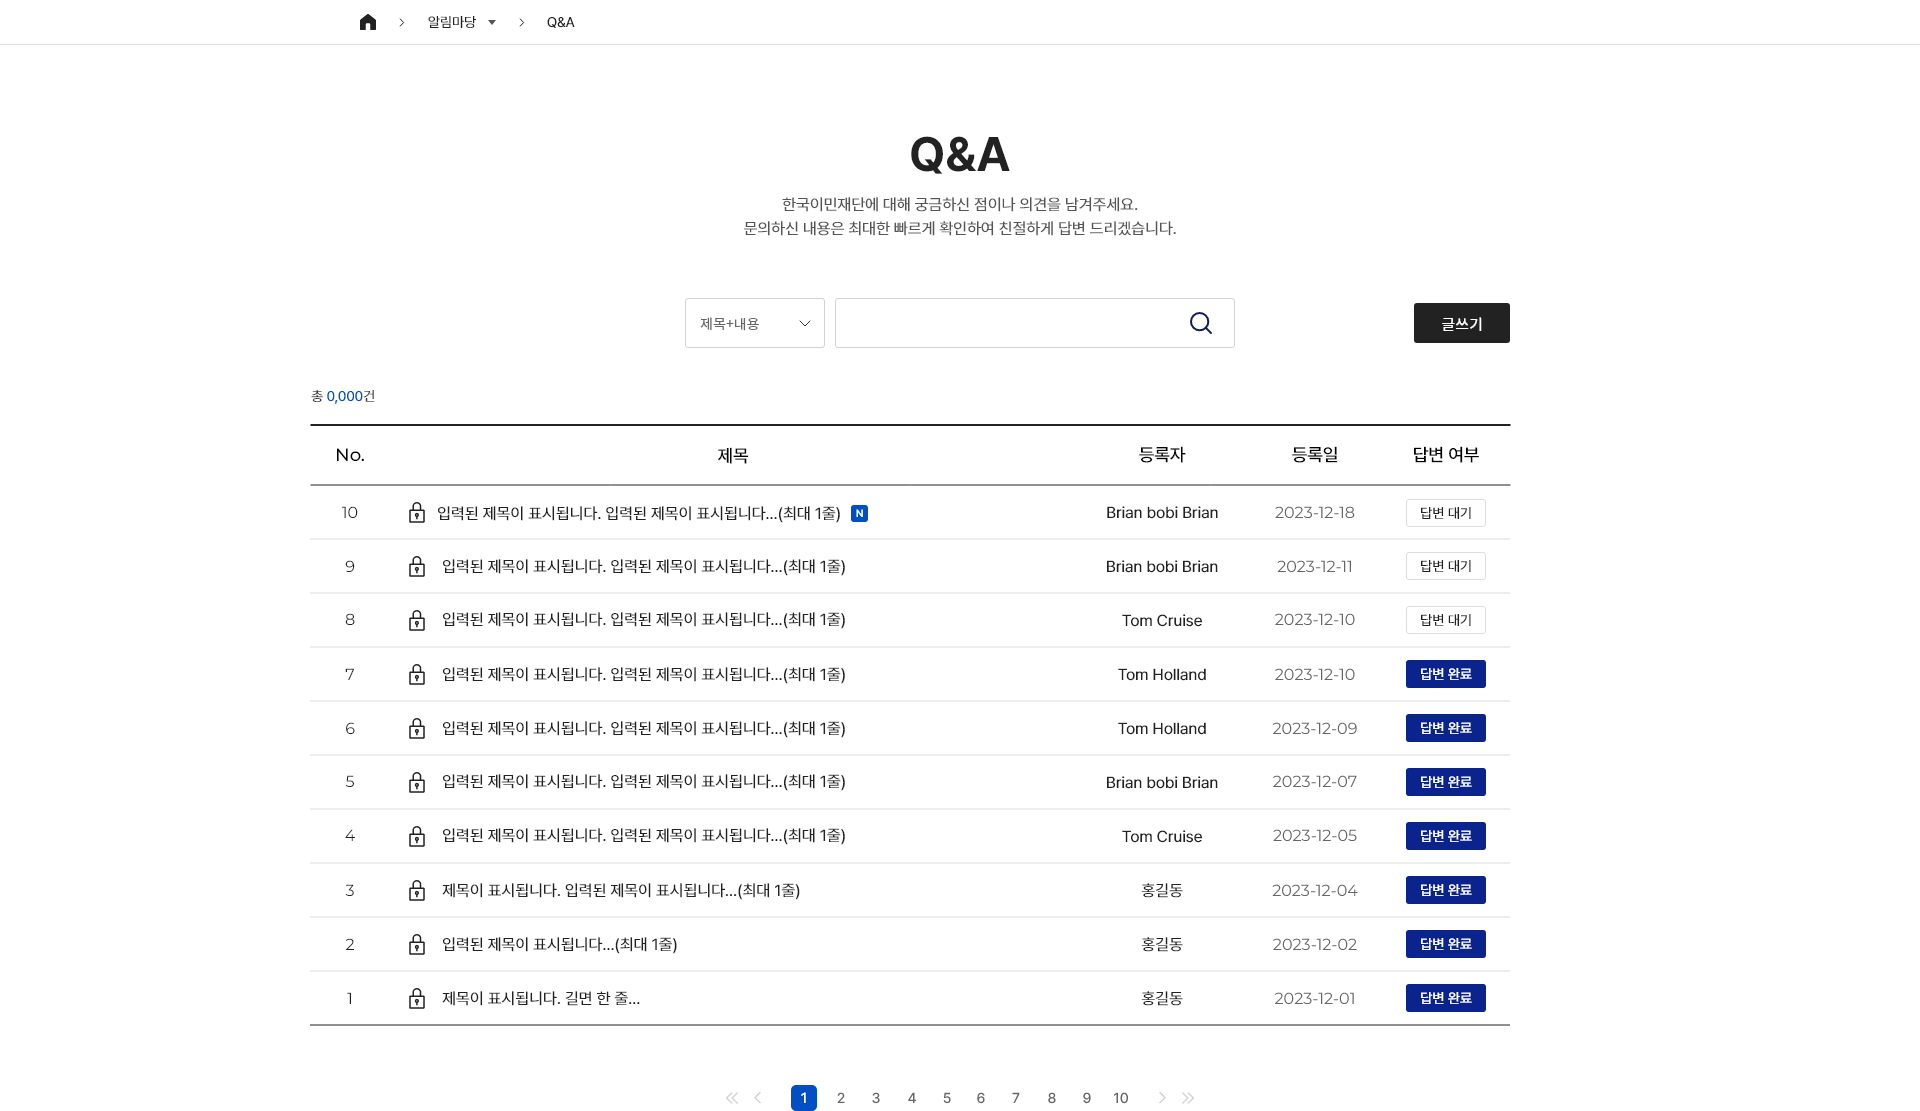 알림마당 Q&A
Q&A
한국이민재단에 대해 궁금하신 점이나 의견을 남겨주세요.
문의하신 내용은 최대한 빠르게 확인하여 친절하게 답변 드리겠습니다.
제목+내용 글쓰기
총 0,000건
No. 제목 등록자 등록일 답변 여부
10 입력된 제목이 표시됩니다. 입력된 제목이 표시됩니다...(최대 1줄) N Brian bobi Brian 2023-12-18 답변 대기
9 입력된 제목이 표시됩니다. 입력된 제목이 표시됩니다...(최대 1줄) Brian bobi Brian 2023-12-11 답변 대기
8 입력된 제목이 표시됩니다. 입력된 제목이 표시됩니다...(최대 1줄) Tom Cruise 2023-12-10 답변 대기
7 입력된 제목이 표시됩니다. 입력된 제목이 표시됩니다...(최대 1줄) Tom Holland 2023-12-10 답변 완료
6 입력된 제목이 표시됩니다. 입력된 제목이 표시됩니다...(최대 1줄) Tom Holland 2023-12-09 답변 완료
5 입력된 제목이 표시됩니다. 입력된 제목이 표시됩니다...(최대 1줄) Brian bobi Brian 2023-12-07 답변 완료
4 입력된 제목이 표시됩니다. 입력된 제목이 표시됩니다...(최대 1줄) Tom Cruise 2023-12-05 답변 완료
3 제목이 표시됩니다. 입력된 제목이 표시됩니다...(최대 1줄) 홍길동 2023-12-04 답변 완료
2 입력된 제목이 표시됩니다...(최대 1줄) 홍길동 2023-12-02 답변 완료
1 제목이 표시됩니다. 길면 한 줄... 홍길동 2023-12-01 답변 완료
1 2 3 4 5 6 7 8 9 10